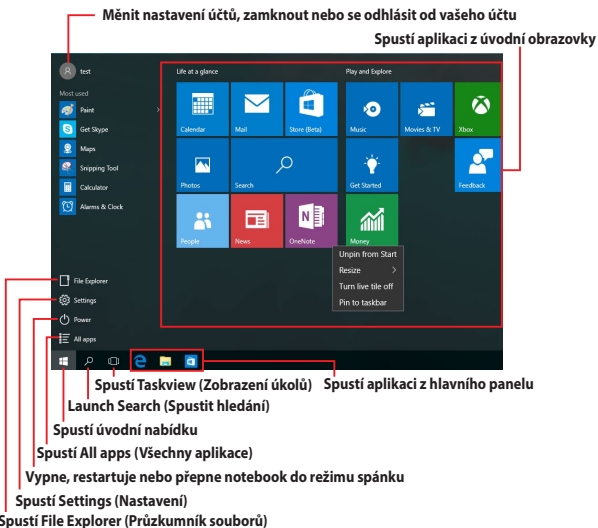 Měnit nastavení účtů, zamknout nebo se odhlásit od vašeho účtu
Spustí aplikaci z úvodní obrazovky
test
Life at a glance
Play and Explore
Most used
Paint
Get Skype
Maps
Snipping Tool
Calculator
Alarms & Clock
Calendar
Mail
Store (Beta)
Music
Movies & TV
Xbox
Photos
Search
Get Started
Feedback
People
News
OneNote
Money
Unpin from Start
Resize
Turn live tile off
Pin to taskbar
File Explorer
Settings
Power
All apps
Spustí Taskview (Zobrazení úkolů)
Spustí aplikaci z hlavního panelu
Launch Search (Spustit hledání)
Spustí úvodní nabídku
Spustí All apps (Všechny aplikace)
Vypne, restartuje nebo přepne notebook do režimu spánku
Spustí Settings (Nastavení)
Spustí File Explorer (Průzkumník souborů)